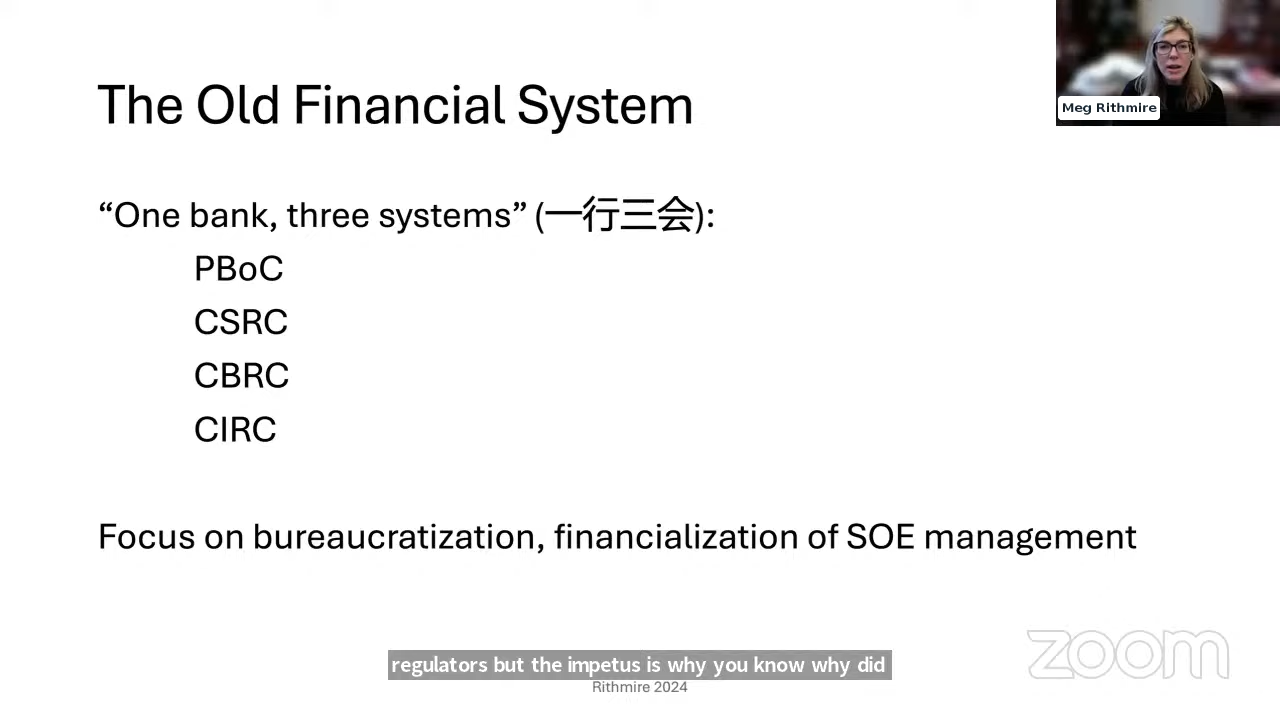 The Old Financial System
Meg Rithmire
“One bank, three systems” (一行三会):
PBoC
CSRC
CBRC
CIRC
Focus on bureaucratization, financialization of SOE management
regulators but the impetus is why you know why did
Rithmire 2024
zoom